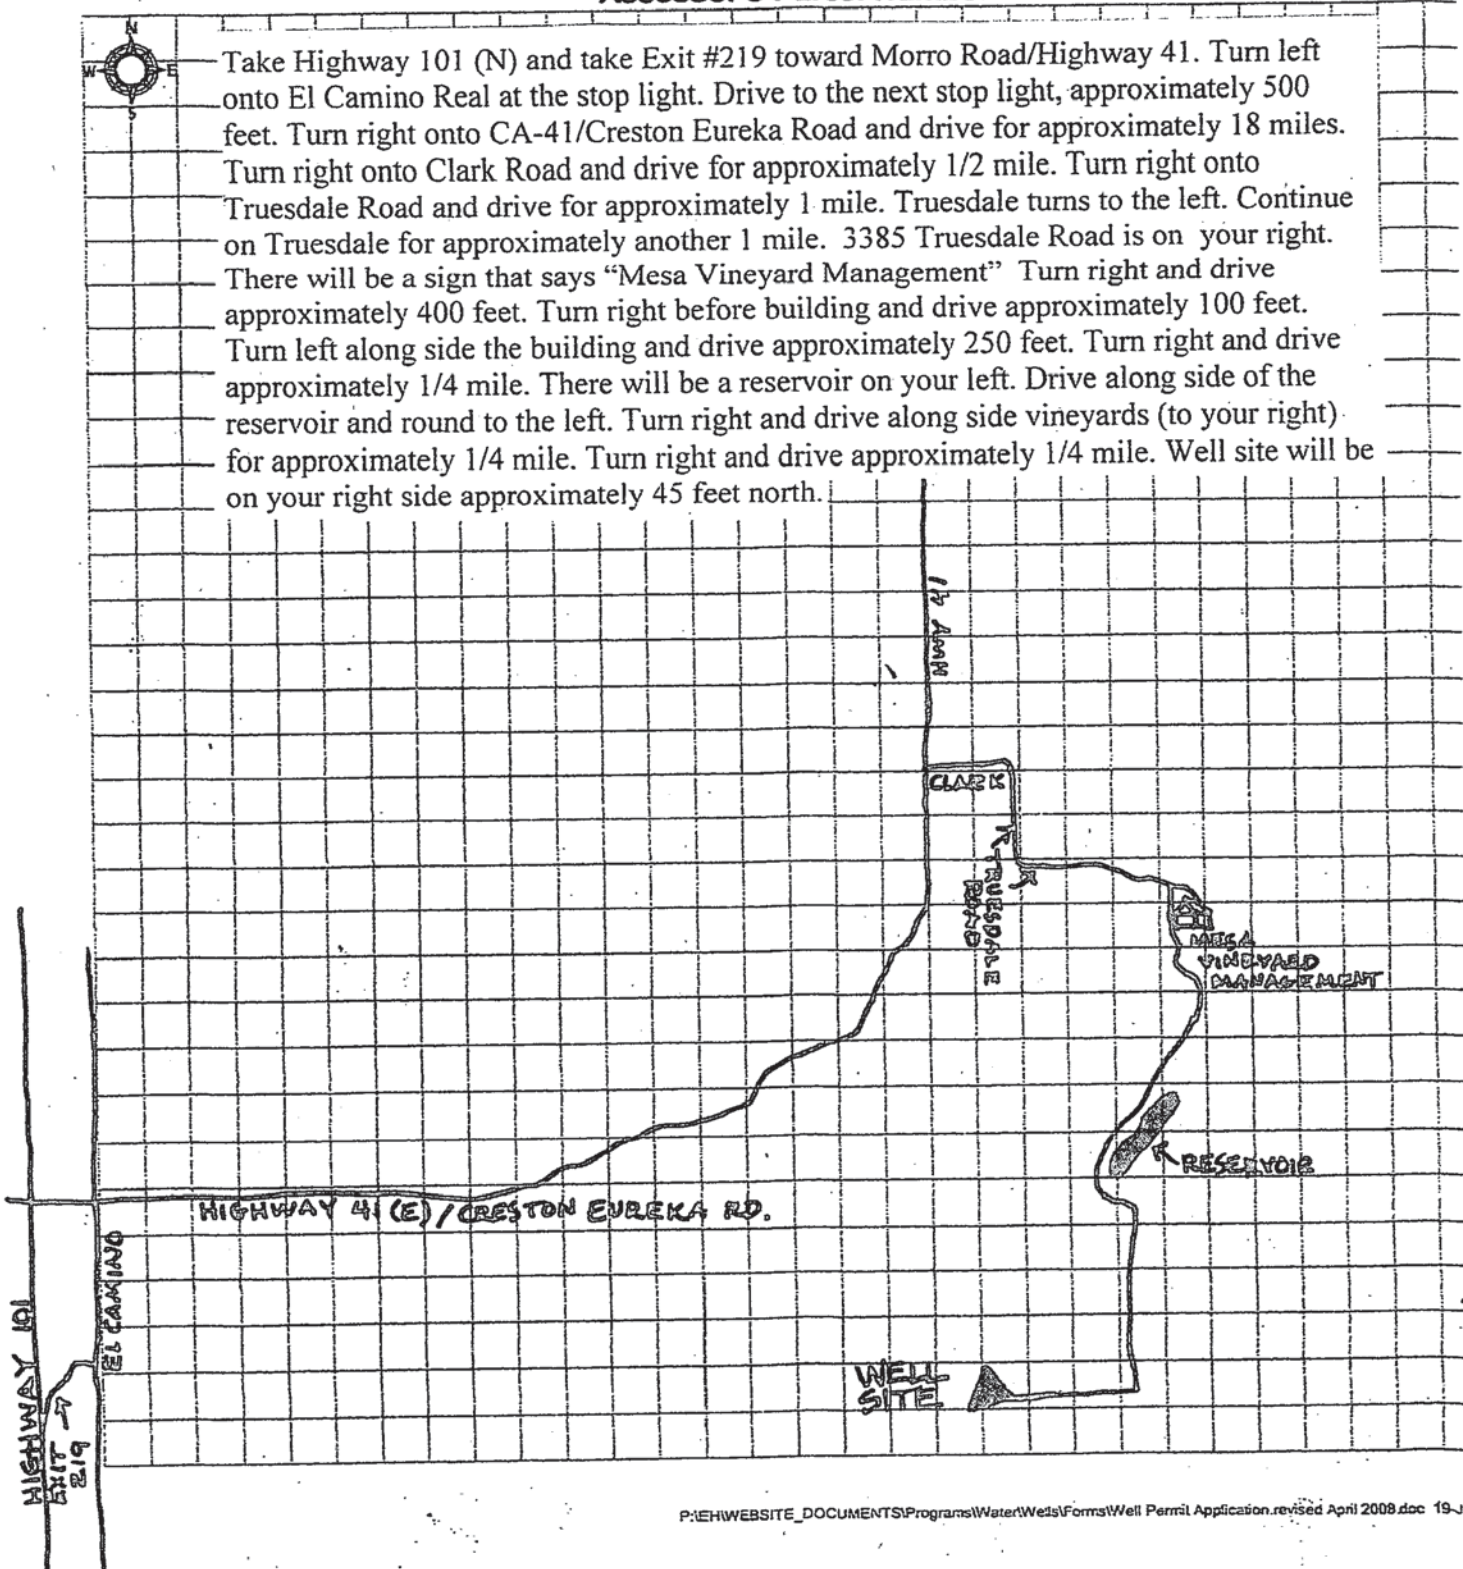 N
W E
S
Take Highway 101 (N) and take Exit #219 toward Morro Road/Highway 41. Turn left
onto El Camino Real at the stop light. Drive to the next stop light, approximately 500
feet. Turn right onto CA-41/Creston Eureka Road and drive for approximately 18 miles.
Turn right onto Clark Road and drive for approximately 1/2 mile. Turn right onto
Truesdale Road and drive for approximately 1 mile. Truesdale turns to the left. Continue
on Truesdale for approximately another 1 mile. 3385 Truesdale Road is on your right.
There will be a sign that says “Mesa Vineyard Management” Turn right and drive
approximately 400 feet. Turn right before building and drive approximately 100 feet.
Turn left along side the building and drive approximately 250 feet. Turn right and drive
approximately 1/4 mile. There will be a reservoir on your left. Drive along side of the
reservoir and round to the left. Turn right and drive along side vineyards (to your right)
for approximately 1/4 mile. Turn right and drive approximately 1/4 mile. Well site will be
on your right side approximately 45 feet north.
HWY 41
CLARK
TRUESDALE
ROAD
MESA
VINEYARD
MANAGEMENT
RESERVOIR
HIGHWAY 41 (E) / CRESTON EUREKA RD.
EL CAMINO
HIGHWAY 101
EXIT
219
WELL
SITE
P:\EH\WEBSITE_DOCUMENTS\Programs\Water\Wells\Forms\Well Permit Application.revised April 2008.doc 19-J